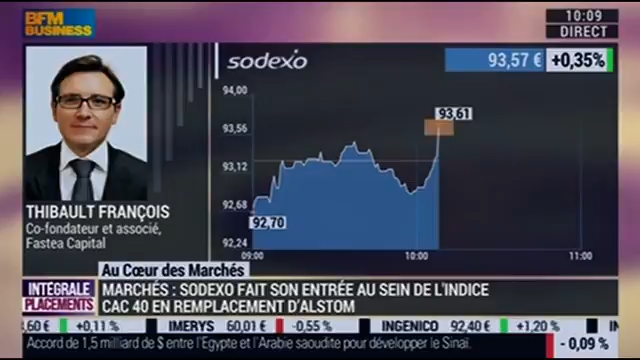 BFM
BUSINESS
10:09
DIRECT
sodexo
93,57 € +0,35%
94,00
93,61
93,56
93,12
92,68
92,70
92,24
09:00 10:00 11:00
THIBAULT FRANÇOIS
Co-fondateur et associé,
Fastea Capital
Au Cœur des Marchés
INTÉGRALE
PLACEMENTS
MARCHÉS : SODEXO FAIT SON ENTRÉE AU SEIN DE L'INDICE
CAC 40 EN REMPLACEMENT D'ALSTOM
,60 € +0,11% IMERYS 60,01 € -0,55% INGENICO 92,40 € +1,20%
Accord de 1,5 milliard de $ entre l'Egypte et l'Arabie saoudite pour développer le Sinaï.
- 0,09 %